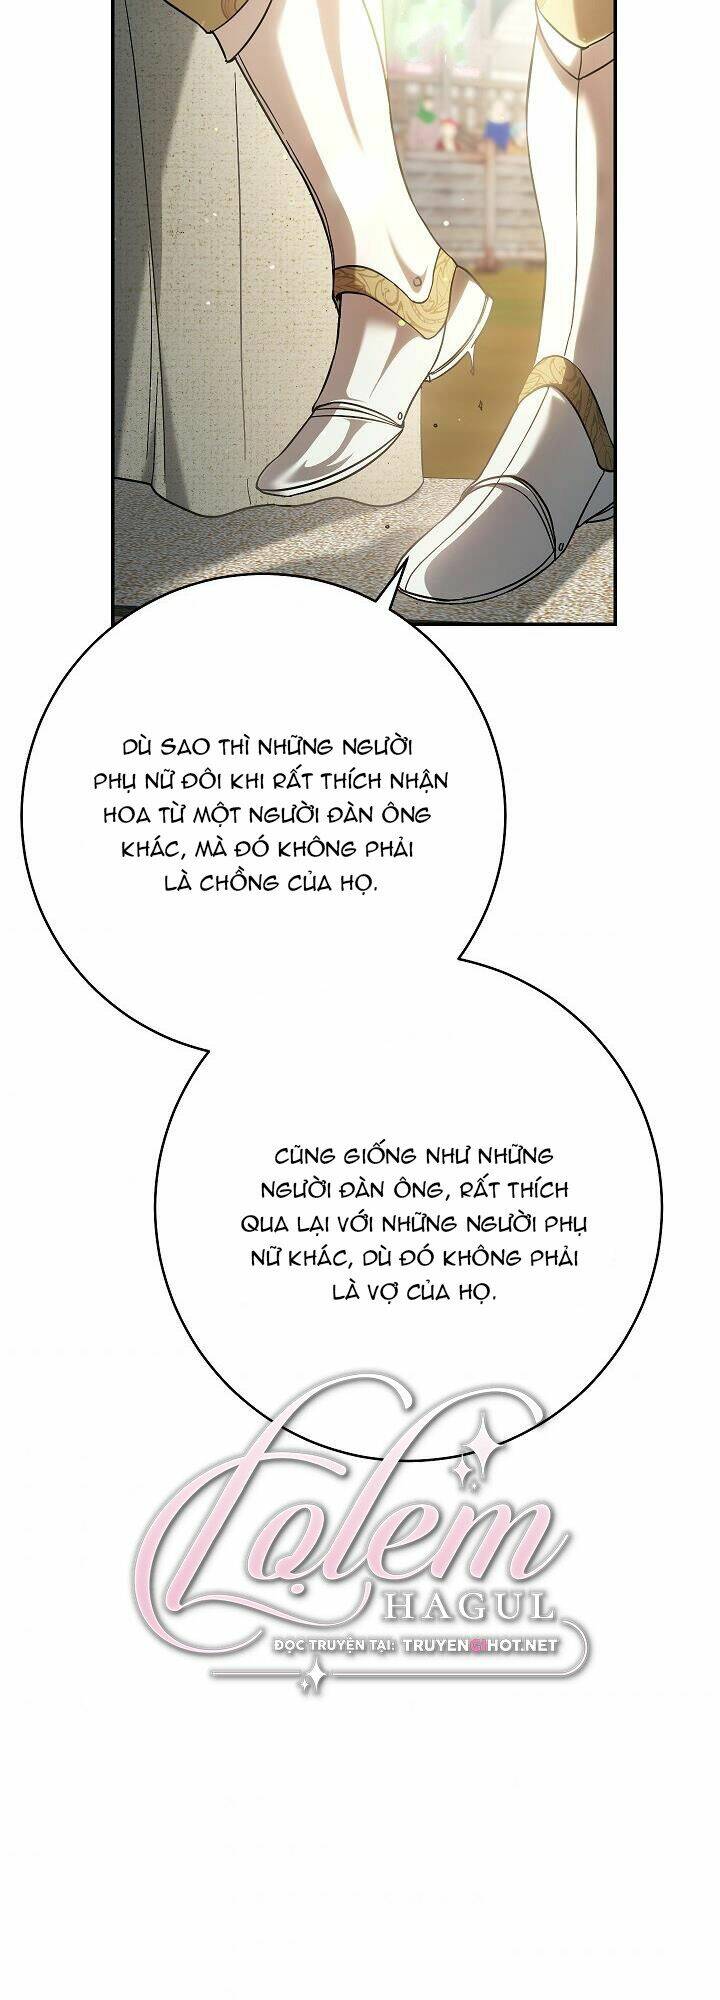 DÙ SAO THÌ NHỮNG NGƯỜI
PHỤ NỮ ĐÔI KHI RẤT THÍCH NHẬN
HOA TỪ MỘT NGƯỜI ĐÀN ÔNG
KHÁC, MÀ ĐÓ KHÔNG PHẢI
LÀ CHỒNG CỦA HỌ.
CŨNG GIỐNG NHƯ NHỮNG
NGƯỜI ĐÀN ÔNG, RẤT THÍCH
QUA LẠI VỚI NHỮNG NGƯỜI PHỤ
NỮ KHÁC, DÙ ĐÓ KHÔNG PHẢI
LÀ VỢ CỦA HỌ.
Lọlem
HAGUL
ĐỌC TRUYỆN TẠI: TRUYENGIHOT.NET